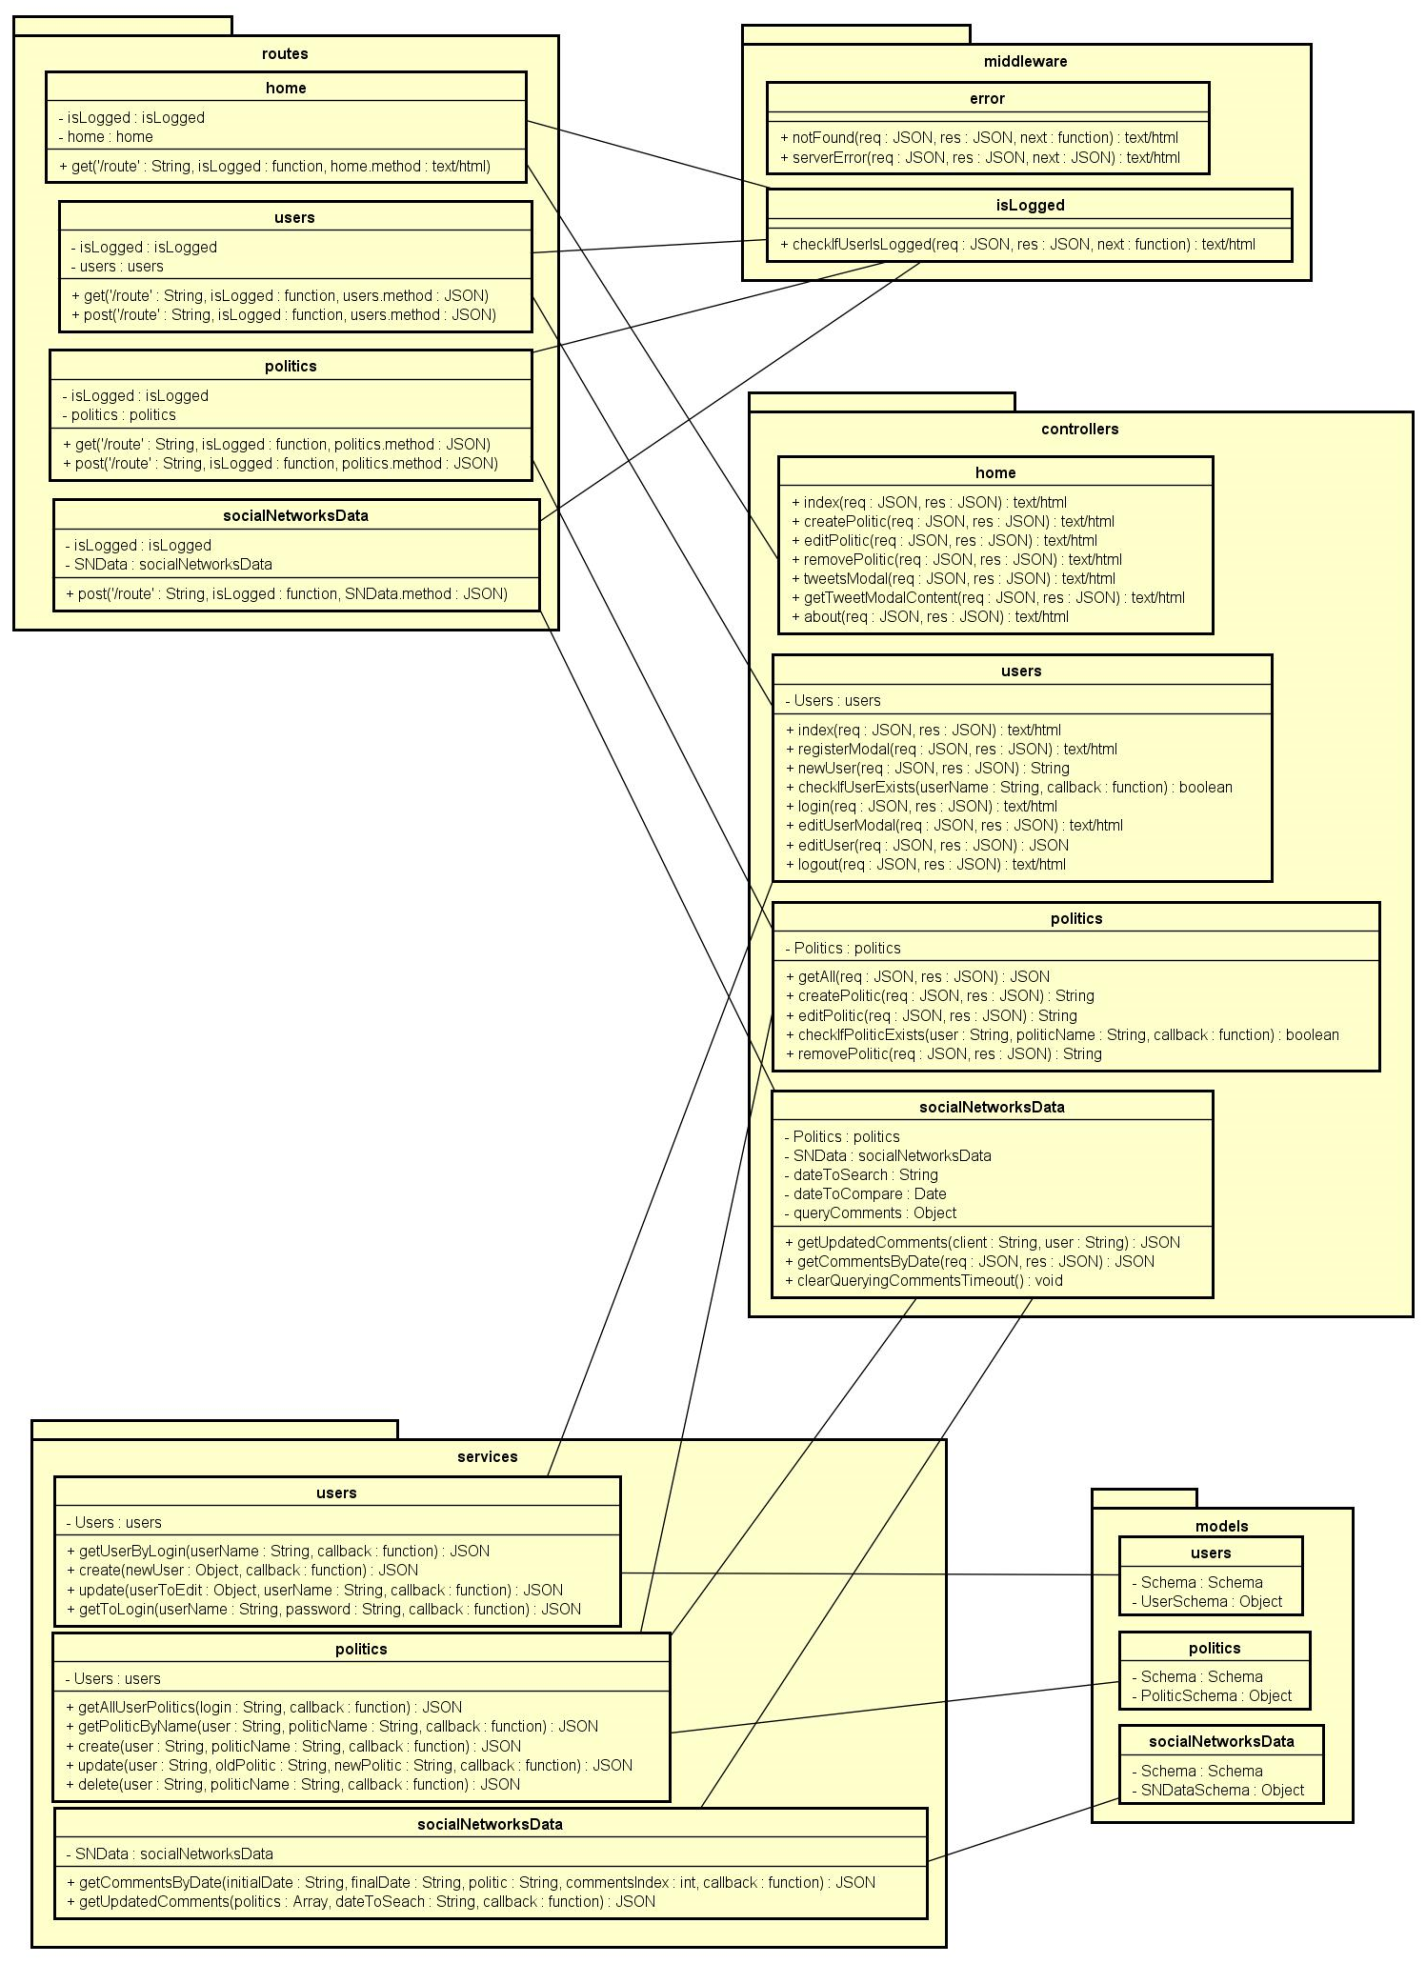 routes
home
- isLogged : isLogged
- home : home
+ get('/route' : String, isLogged : function, home.method : text/html)
users
- isLogged : isLogged
- users : users
+ get('/route' : String, isLogged : function, users.method : JSON)
+ post('/route' : String, isLogged : function, users.method : JSON)
politics
- isLogged : isLogged
- politics : politics
+ get('/route' : String, isLogged : function, politics.method : JSON)
+ post('/route' : String, isLogged : function, politics.method : JSON)
socialNetworksData
- isLogged : isLogged
- SNData : socialNetworksData
+ post('/route' : String, isLogged : function, SNData.method : JSON)
middleware
error
+ notFound(req : JSON, res : JSON, next : function) : text/html
+ serverError(req : JSON, res : JSON, next : JSON) : text/html
isLogged
+ checkIfUserIsLogged(req : JSON, res : JSON, next : function) : text/html
controllers
home
+ index(req : JSON, res : JSON) : text/html
+ createPolitic(req : JSON, res : JSON) : text/html
+ editPolitic(req : JSON, res : JSON) : text/html
+ removePolitic(req : JSON, res : JSON) : text/html
+ tweetsModal(req : JSON, res : JSON) : text/html
+ getTweetModalContent(req : JSON, res : JSON) : text/html
+ about(req : JSON, res : JSON) : text/html
users
- Users : users
+ index(req : JSON, res : JSON) : text/html
+ registerModal(req : JSON, res : JSON) : text/html
+ newUser(req : JSON, res : JSON) : String
+ checkIfUserExists(userName : String, callback : function) : boolean
+ login(req : JSON, res : JSON) : text/html
+ editUserModal(req : JSON, res : JSON) : text/html
+ editUser(req : JSON, res : JSON) : JSON
+ logout(req : JSON, res : JSON) : text/html
politics
- Politics : politics
+ getAll(req : JSON, res : JSON) : JSON
+ createPolitic(req : JSON, res : JSON) : String
+ editPolitic(req : JSON, res : JSON) : String
+ checkIfPoliticExists(user : String, politicName : String, callback : function) : boolean
+ removePolitic(req : JSON, res : JSON) : String
socialNetworksData
- Politics : politics
- SNData : socialNetworksData
- dateToSearch : String
- dateToCompare : Date
- queryComments : Object
+ getUpdatedComments(client : String, user : String) : JSON
+ getCommentsByDate(req : JSON, res : JSON) : JSON
+ clearQueryingCommentsTimeout() : void
services
users
- Users : users
+ getUserByLogin(userName : String, callback : function) : JSON
+ create(newUser : Object, callback : function) : JSON
+ update(userToEdit : Object, userName : String, callback : function) : JSON
+ getToLogin(userName : String, password : String, callback : function) : JSON
politics
- Users : users
+ getAllUserPolitics(login : String, callback : function) : JSON
+ getPoliticByName(user : String, politicName : String, callback : function) : JSON
+ create(user : String, politicName : String, callback : function) : JSON
+ update(user : String, oldPolitic : String, newPolitic : String, callback : function) : JSON
+ delete(user : String, politicName : String, callback : function) : JSON
socialNetworksData
- SNData : socialNetworksData
+ getCommentsByDate(initialDate : String, finalDate : String, politic : String, commentsIndex : int, callback : function) : JSON
+ getUpdatedComments(politics : Array, dateToSeach : String, callback : function) : JSON
models
users
- Schema : Schema
- UserSchema : Object
politics
- Schema : Schema
- PoliticSchema : Object
socialNetworksData
- Schema : Schema
- SNDataSchema : Object